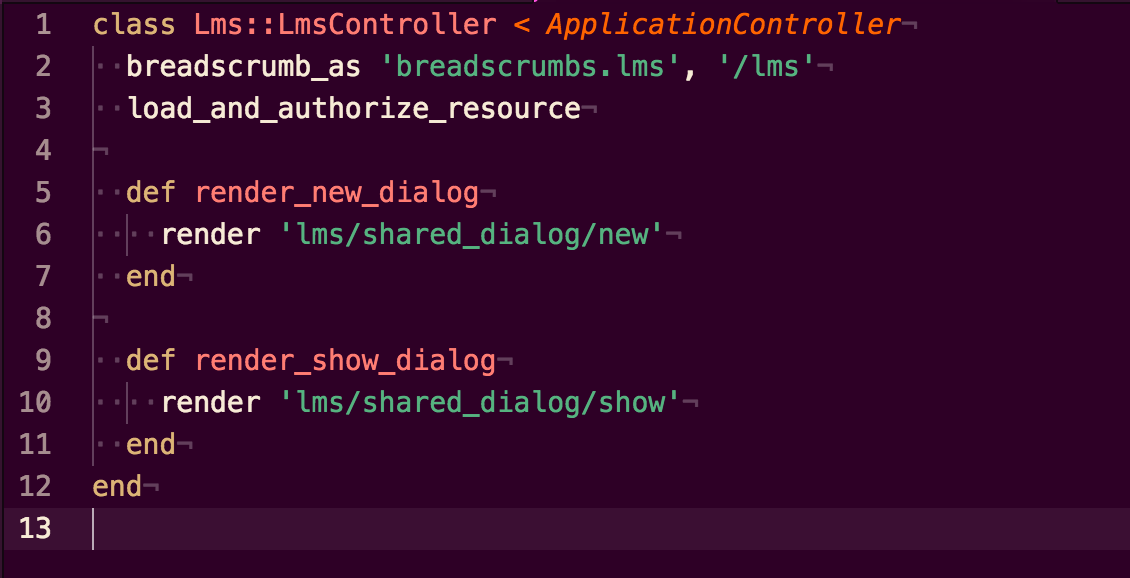 1 class Lms::LmsController < ApplicationController¬
2 ··breadscrumb_as 'breadscrumbs.lms', '/lms'¬
3 ··load_and_authorize_resource¬
4 ¬
5 ··def render_new_dialog¬
6 ····render 'lms/shared_dialog/new'¬
7 ··end¬
8 ¬
9 ··def render_show_dialog¬
10 ····render 'lms/shared_dialog/show'¬
11 ··end¬
12 end¬
13